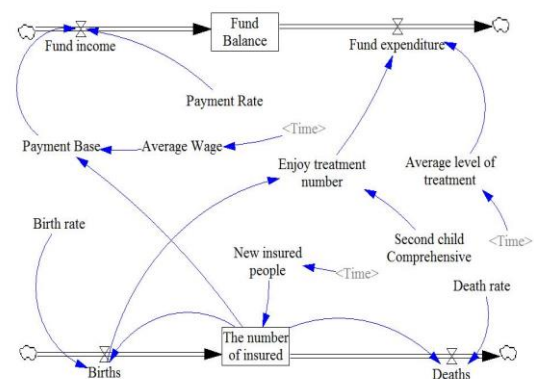 Fund
Balance
Fund income
Fund expenditure
Payment Rate
<Time>
Payment Base
Average Wage
Enjoy treatment
number
Average level of
treatment
Birth rate
Second child
Comprehensive
<Time>
New insured
people
<Time>
Death rate
The number
of insured
Births
Deaths